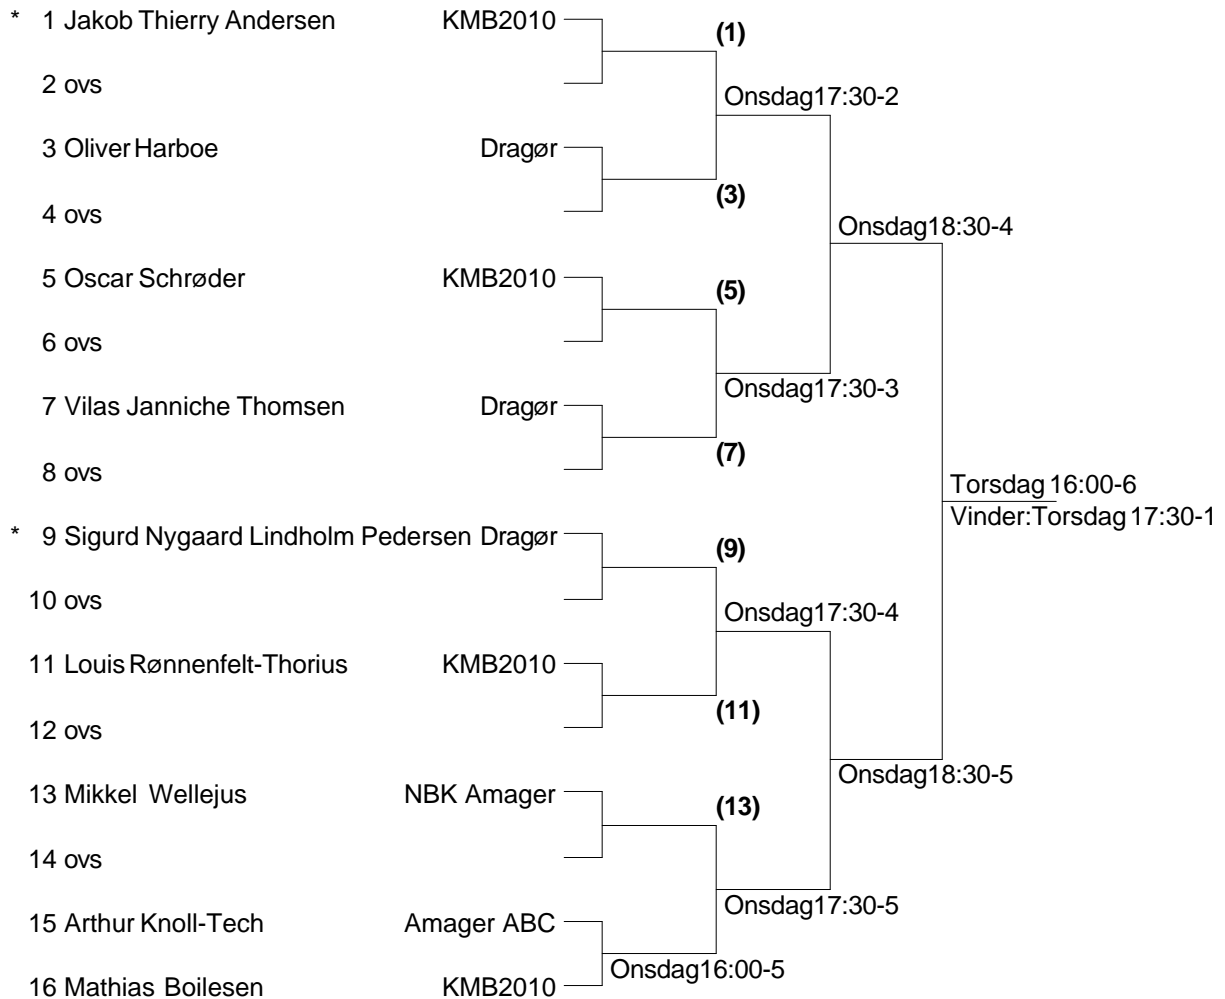 * 1 Jakob Thierry Andersen KMB2010
(1)
2 ovs
Onsdag17:30-2
3 Oliver Harboe Dragør
(3)
4 ovs
Onsdag18:30-4
5 Oscar Schrøder KMB2010
(5)
6 ovs
Onsdag17:30-3
7 Vilas Janniche Thomsen Dragør
(7)
8 ovs
Torsdag 16:00-6
Vinder:Torsdag 17:30-1
* 9 Sigurd Nygaard Lindholm Pedersen Dragør
(9)
10 ovs
Onsdag17:30-4
11 Louis Rønnenfelt-Thorius KMB2010
(11)
12 ovs
Onsdag18:30-5
13 Mikkel Wellejus NBK Amager
(13)
14 ovs
Onsdag17:30-5
15 Arthur Knoll-Tech Amager ABC
Onsdag16:00-5
16 Mathias Boilesen KMB2010